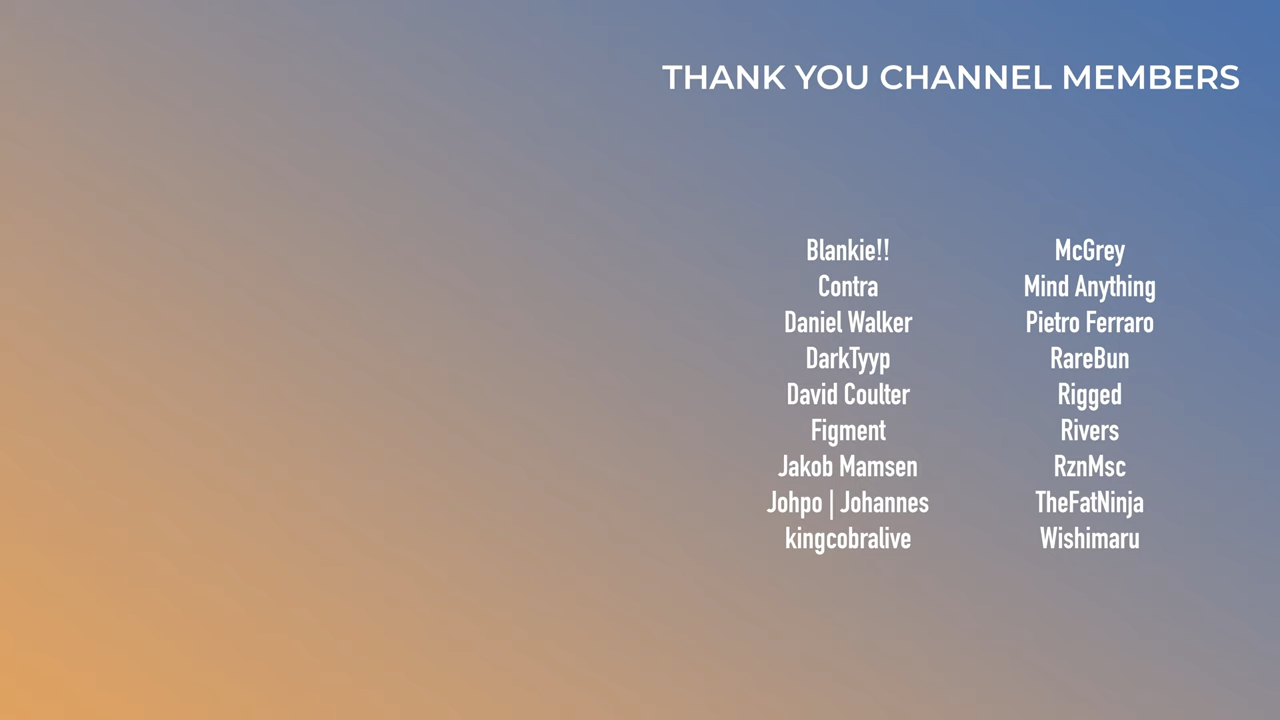 THANK YOU CHANNEL MEMBERS
Blankie!!
Contra
Daniel Walker
DarkTyyp
David Coulter
Figment
Jakob Mamsen
Johpo | Johannes
kingcobralive
McGrey
Mind Anything
Pietro Ferraro
RareBun
Rigged
Rivers
RznMsc
TheFatNinja
Wishimaru